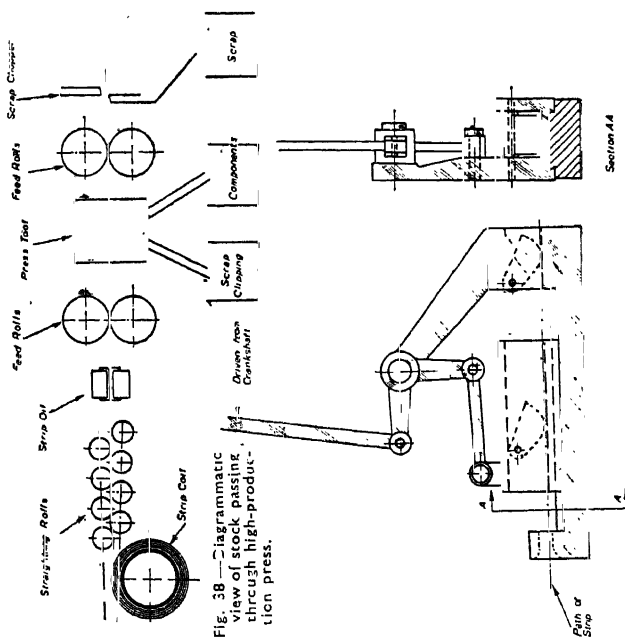 Scrap Chopper
Feed Rolls
Press Tool
Feed Rolls
Strip Oil
Straightening Rolls
Strip Coil
Scrap
Components
Scrap
Clipping
Driven from
Crankshaft
Fig. 38—Diagrammatic
view of stock passing
through high-produc-
tion press.
Section AA
A
A
Path of
Strip